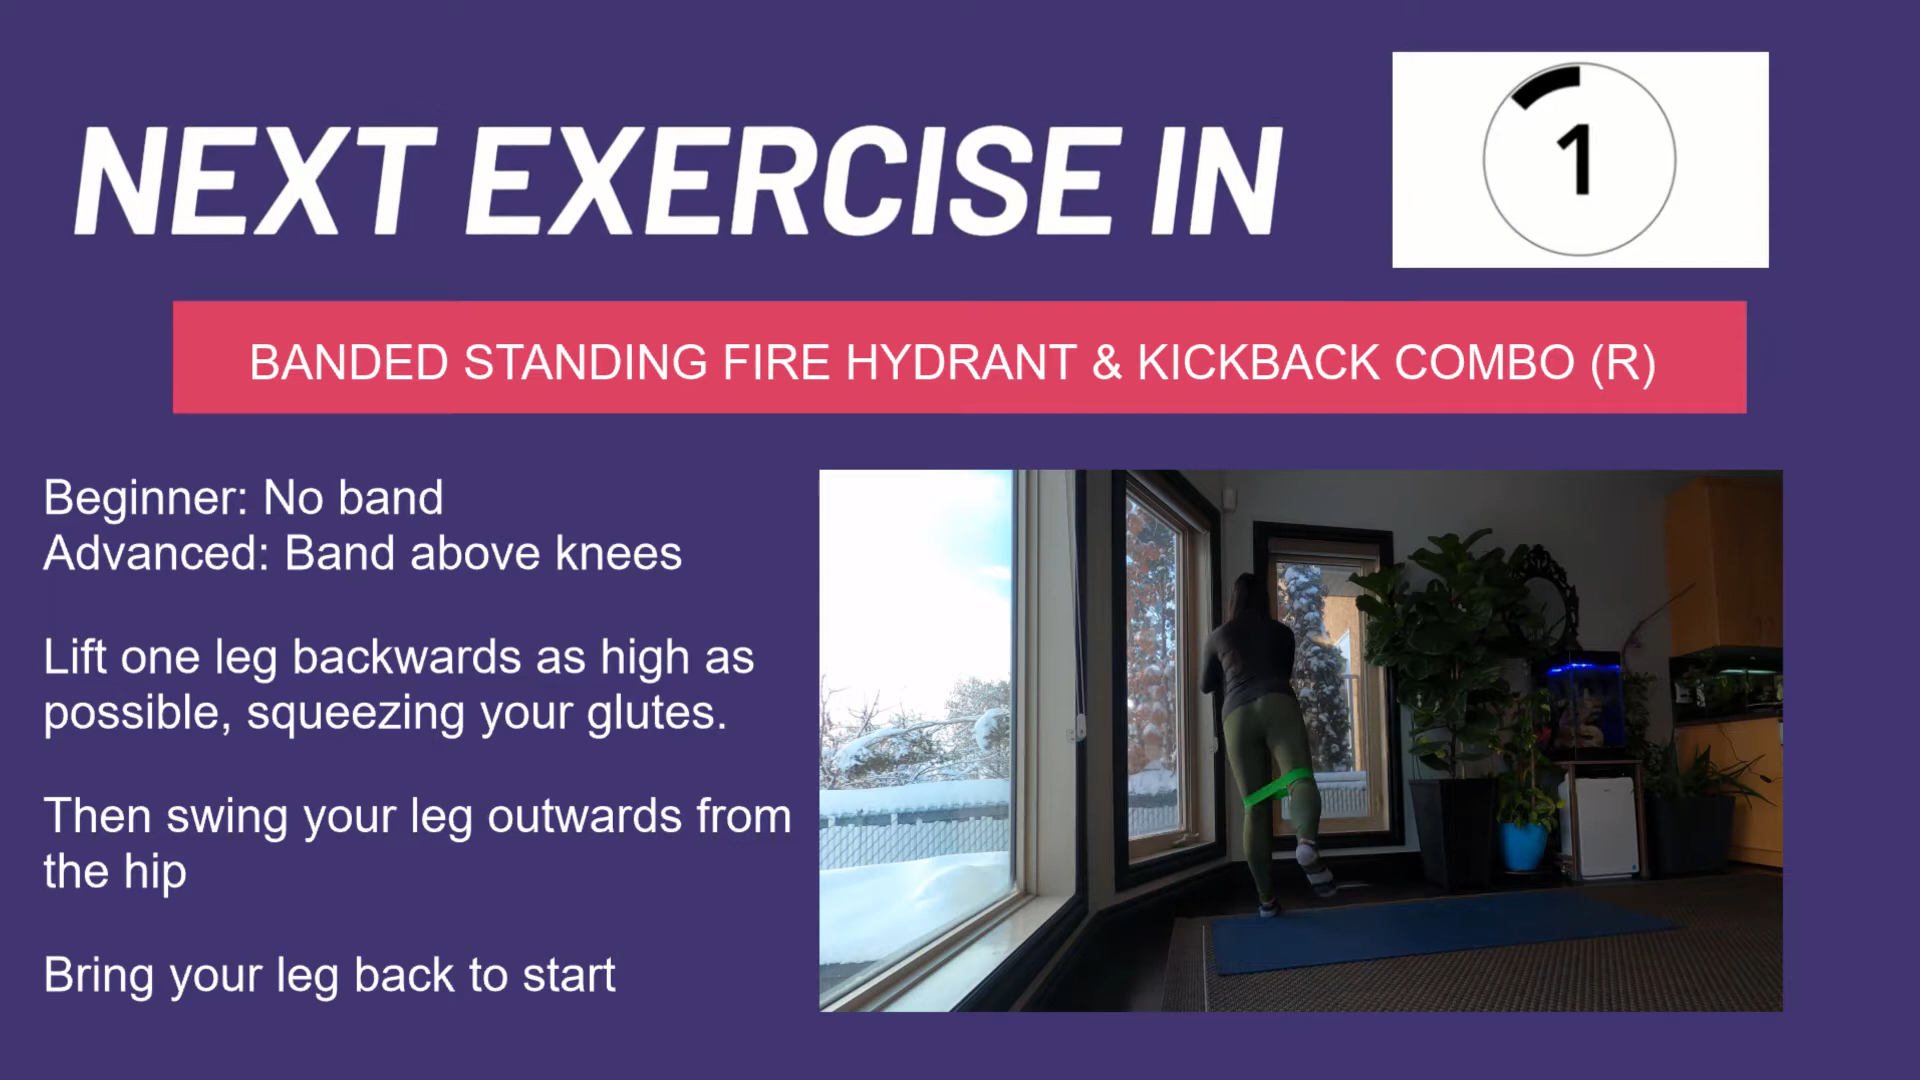 NEXT EXERCISE IN
1
BANDED STANDING FIRE HYDRANT & KICKBACK COMBO (R)
Beginner: No band
Advanced: Band above knees
Lift one leg backwards as high as
possible, squeezing your glutes.
Then swing your leg outwards from
the hip
Bring your leg back to start